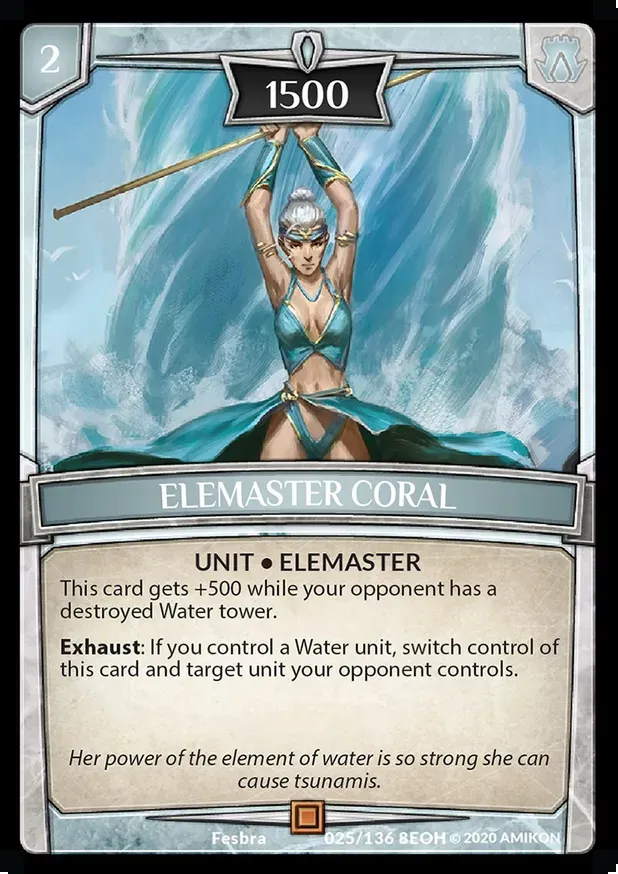 2
1500
ELEMASTER CORAL
UNIT ● ELEMASTER
This card gets +500 while your opponent has a
destroyed Water tower.
Exhaust: If you control a Water unit, switch control of
this card and target unit your opponent controls.
Her power of the element of water is so strong she can
cause tsunamis.
Fesbra 025/136 8EOH © 2020 AMIKON